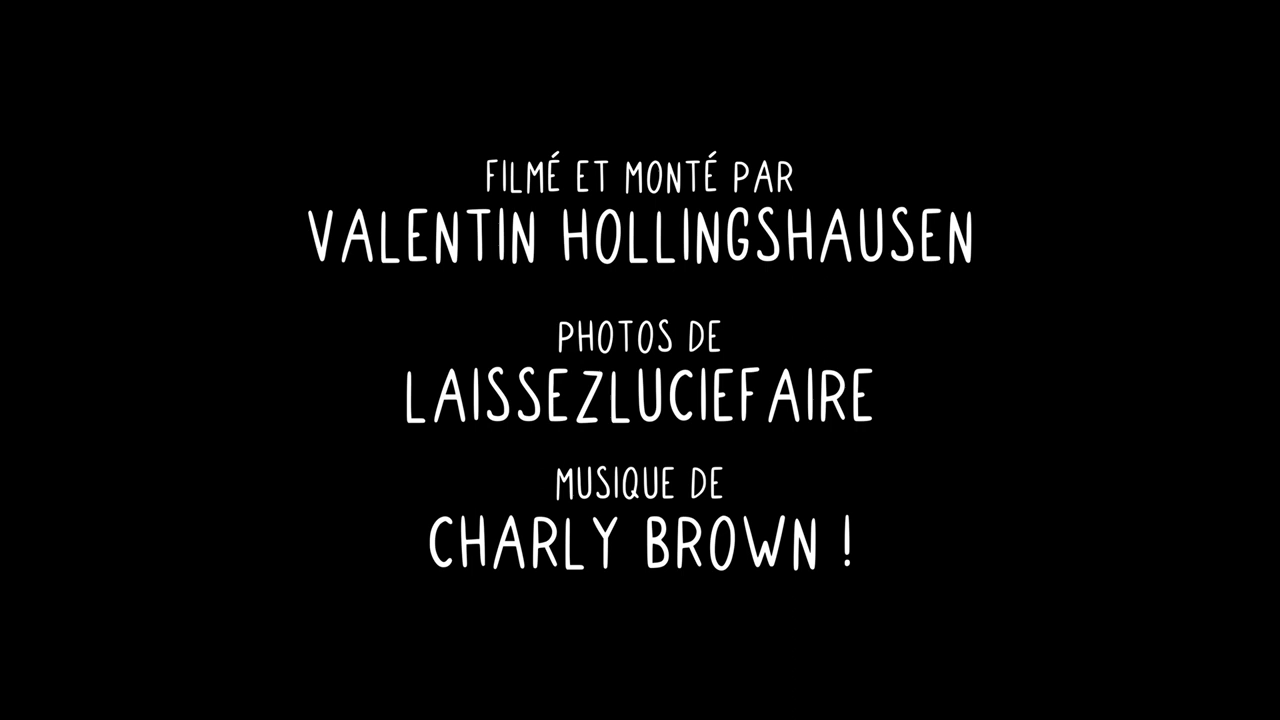 FILMÉ ET MONTÉ PAR
VALENTIN HOLLINGSHAUSEN
PHOTOS DE
LAISSEZLUCIEFAIRE
MUSIQUE DE
CHARLY BROWN !